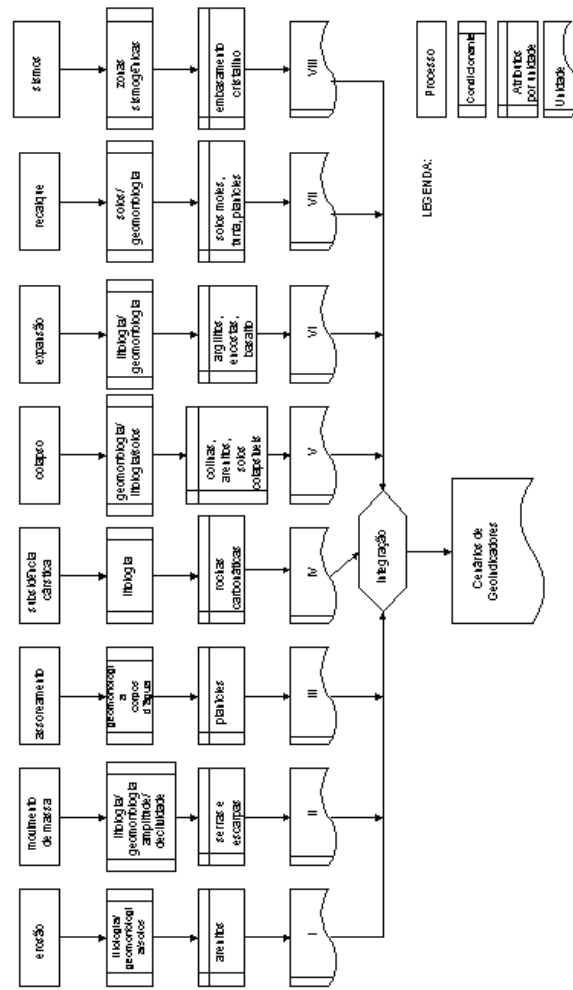 erosão
movimento
de massa
assoreamento
subsidência
cárstica
colapso
expansão
recalque
sismos
litologia/
geomorfologi
a/solos
litologia/
geomorfologia
amplitude/
declividade
geomorfologi
a
corpos
d'água
litologia
geomorfologia/
litologia/solos
litologia/
geomorfologia
solos/
geomorfologia
zonas
sismogênicas
arenitos
serras e
escarpas
planícies
rochas
carbonáticas
colinas,
arenitos,
solos
colapsíveis
argilitos,
encostas,
basalto
solos moles,
turfa, planícies
embasamento
cristalino
I
II
III
IV
V
VI
VII
VIII
Integração
Cenários de
Geoindicadores
LEGENDA:
Processo
Condicionante
Atributos
por unidade
Unidade